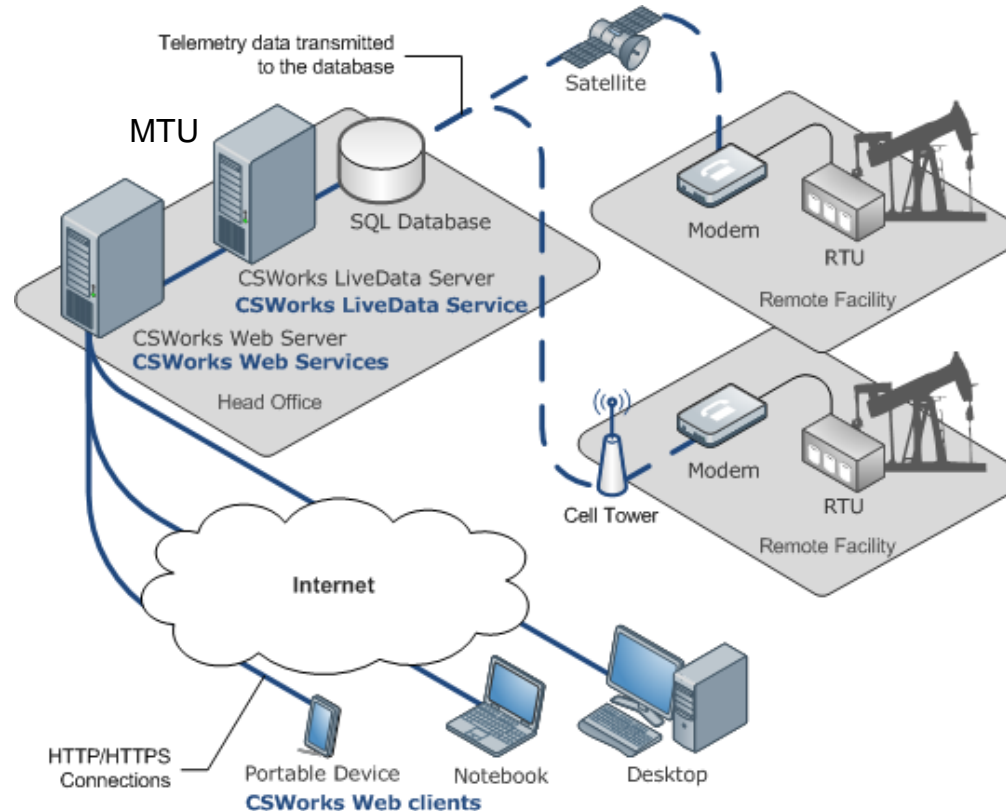 Telemetry data transmitted
to the database
Satellite
MTU
SQL Database
Modem
RTU
Remote Facility
CSWorks LiveData Server
CSWorks LiveData Service
CSWorks Web Server
CSWorks Web Services
Head Office
Modem
RTU
Cell Tower
Remote Facility
Internet
HTTP/HTTPS
Connections
Portable Device
Notebook
Desktop
CSWorks Web clients